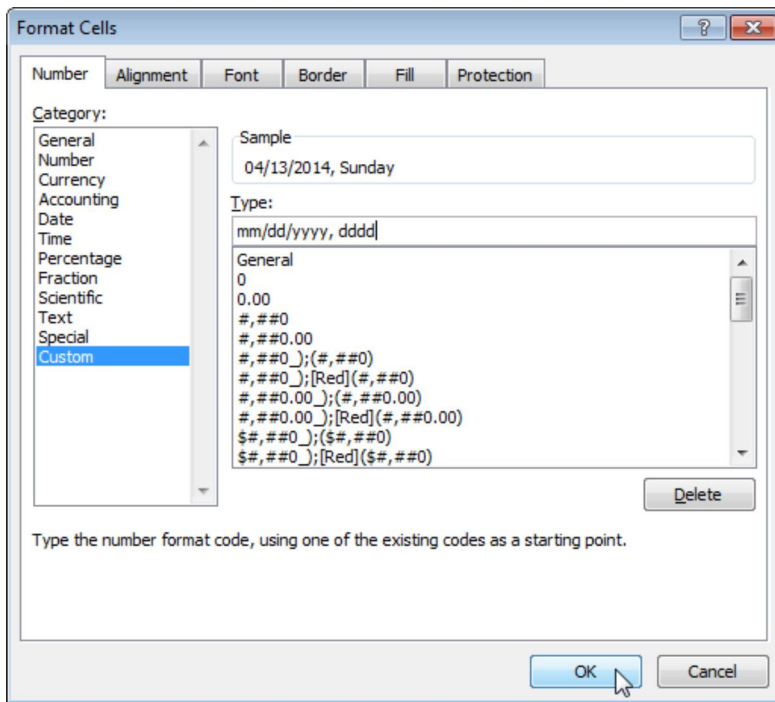 Format Cells
Number Alignment Font Border Fill Protection
Category:
General
Number
Currency
Accounting
Date
Time
Percentage
Fraction
Scientific
Text
Special
Custom
Sample
04/13/2014, Sunday
Type:
mm/dd/yyyy, dddd
General
0
0.00
#,##0
#,##0.00
#,##0_);(#,##0)
#,##0_);[Red](#,##0)
#,##0.00_);(#,##0.00)
#,##0.00_);[Red](#,##0.00)
$#,##0_);($#,##0)
$#,##0_);[Red]($#,##0)
Delete
Type the number format code, using one of the existing codes as a starting point.
OK Cancel